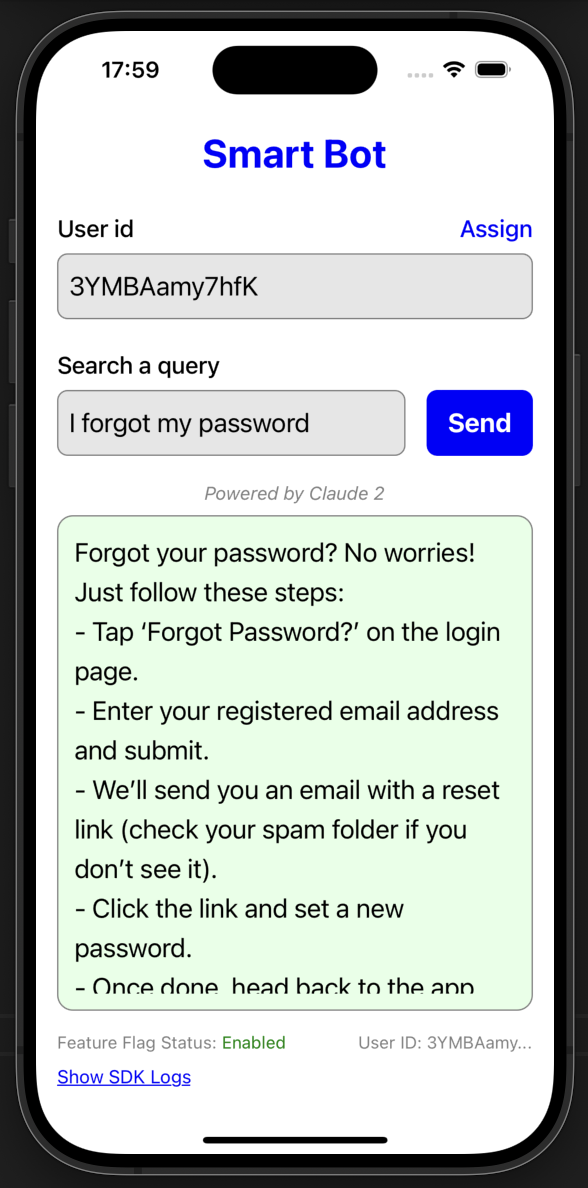 17:59
Smart Bot
User id
Assign
3YMBAamy7hfK
Search a query
I forgot my password
Send
Powered by Claude 2
Forgot your password? No worries!
Just follow these steps:
- Tap ‘Forgot Password?’ on the login
page.
- Enter your registered email address
and submit.
- We’ll send you an email with a reset
link (check your spam folder if you
don’t see it).
- Click the link and set a new
password.
- Once done, head back to the app
Feature Flag Status: Enabled
User ID: 3YMBAamy...
Show SDK Logs